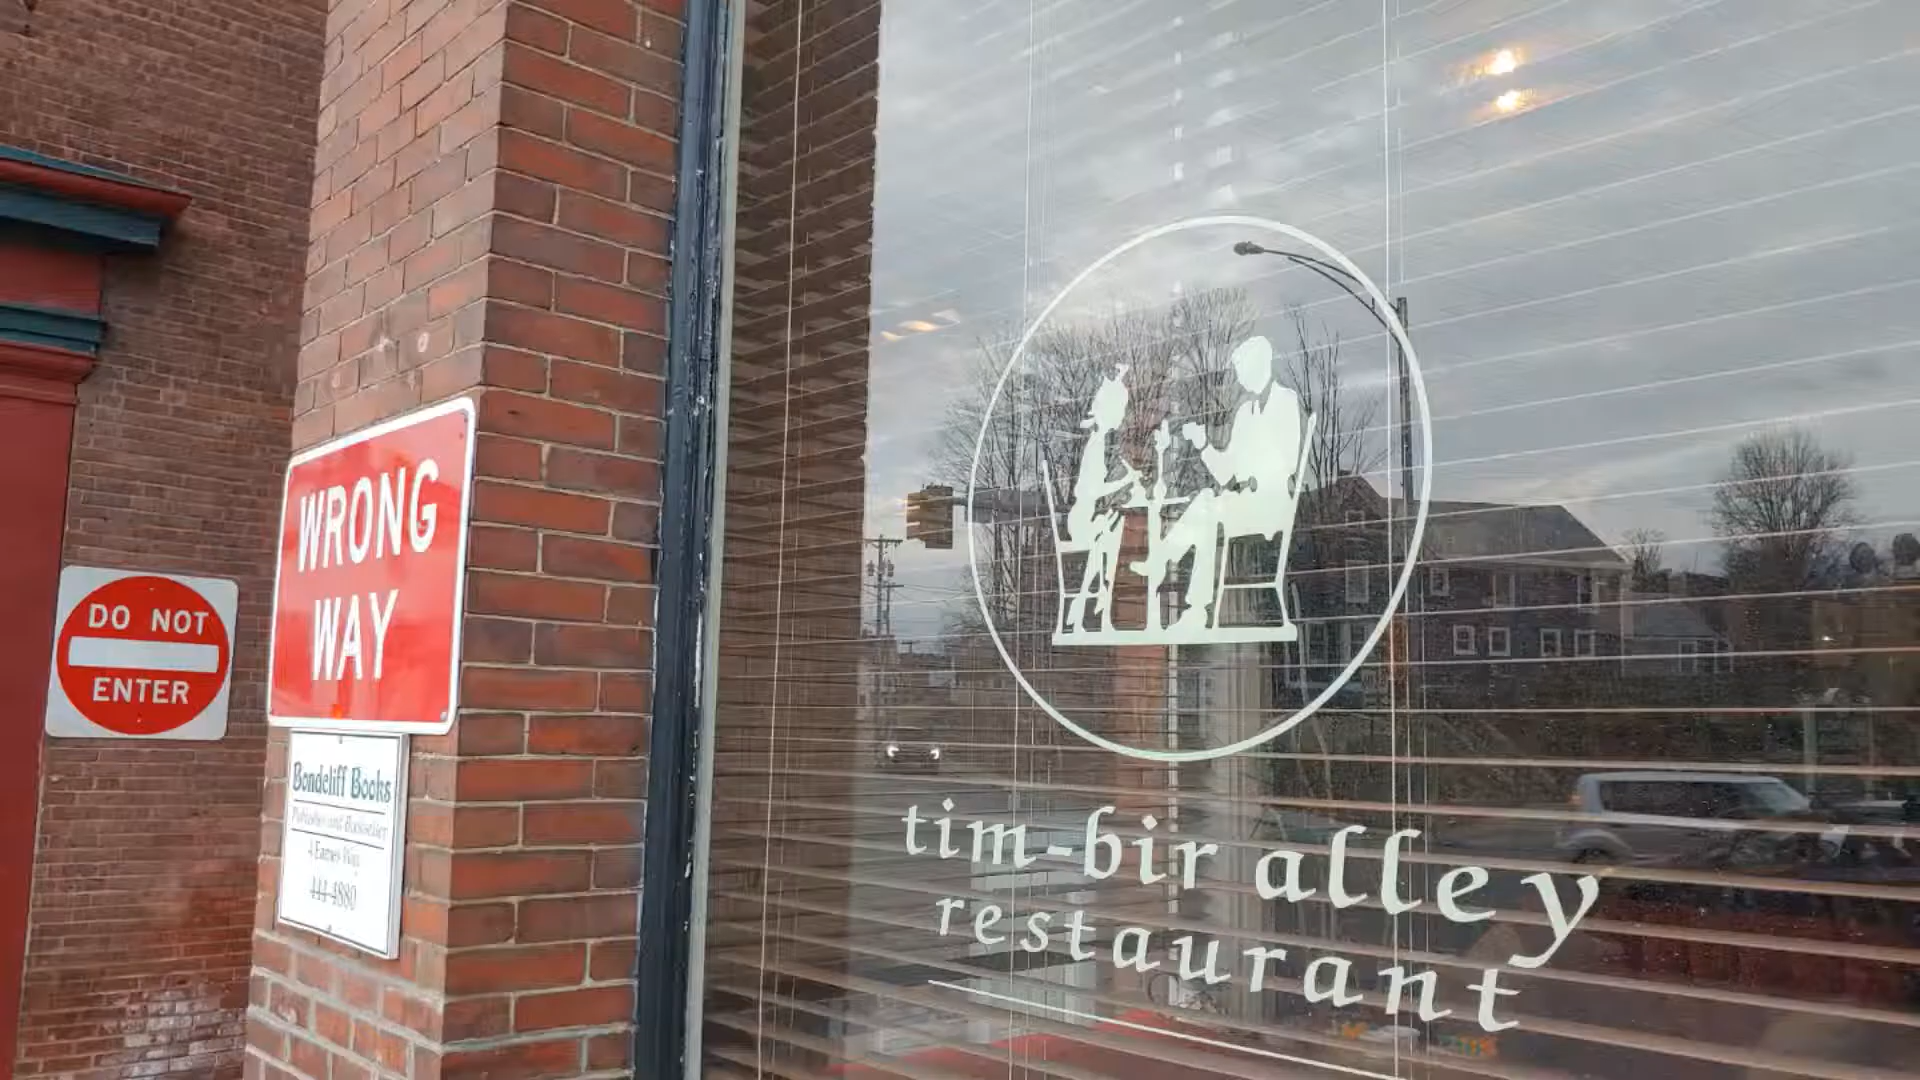 DO NOT
ENTER
WRONG
WAY
Bondcliff Books
Publisher and Bookseller
4 Eames Way
444-4880
tim-bir alley
restaurant